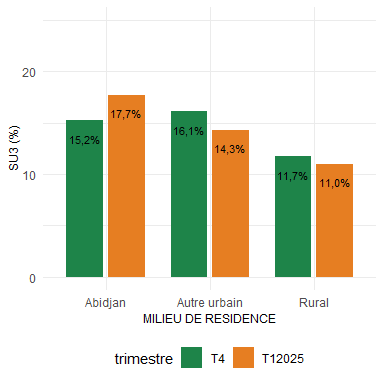 SU3 (%)
20
10
0
15,2%
17,7%
16,1%
14,3%
11,7%
11,0%
Abidjan
Autre urbain
Rural
MILIEU DE RESIDENCE
trimestre
T4
T12025